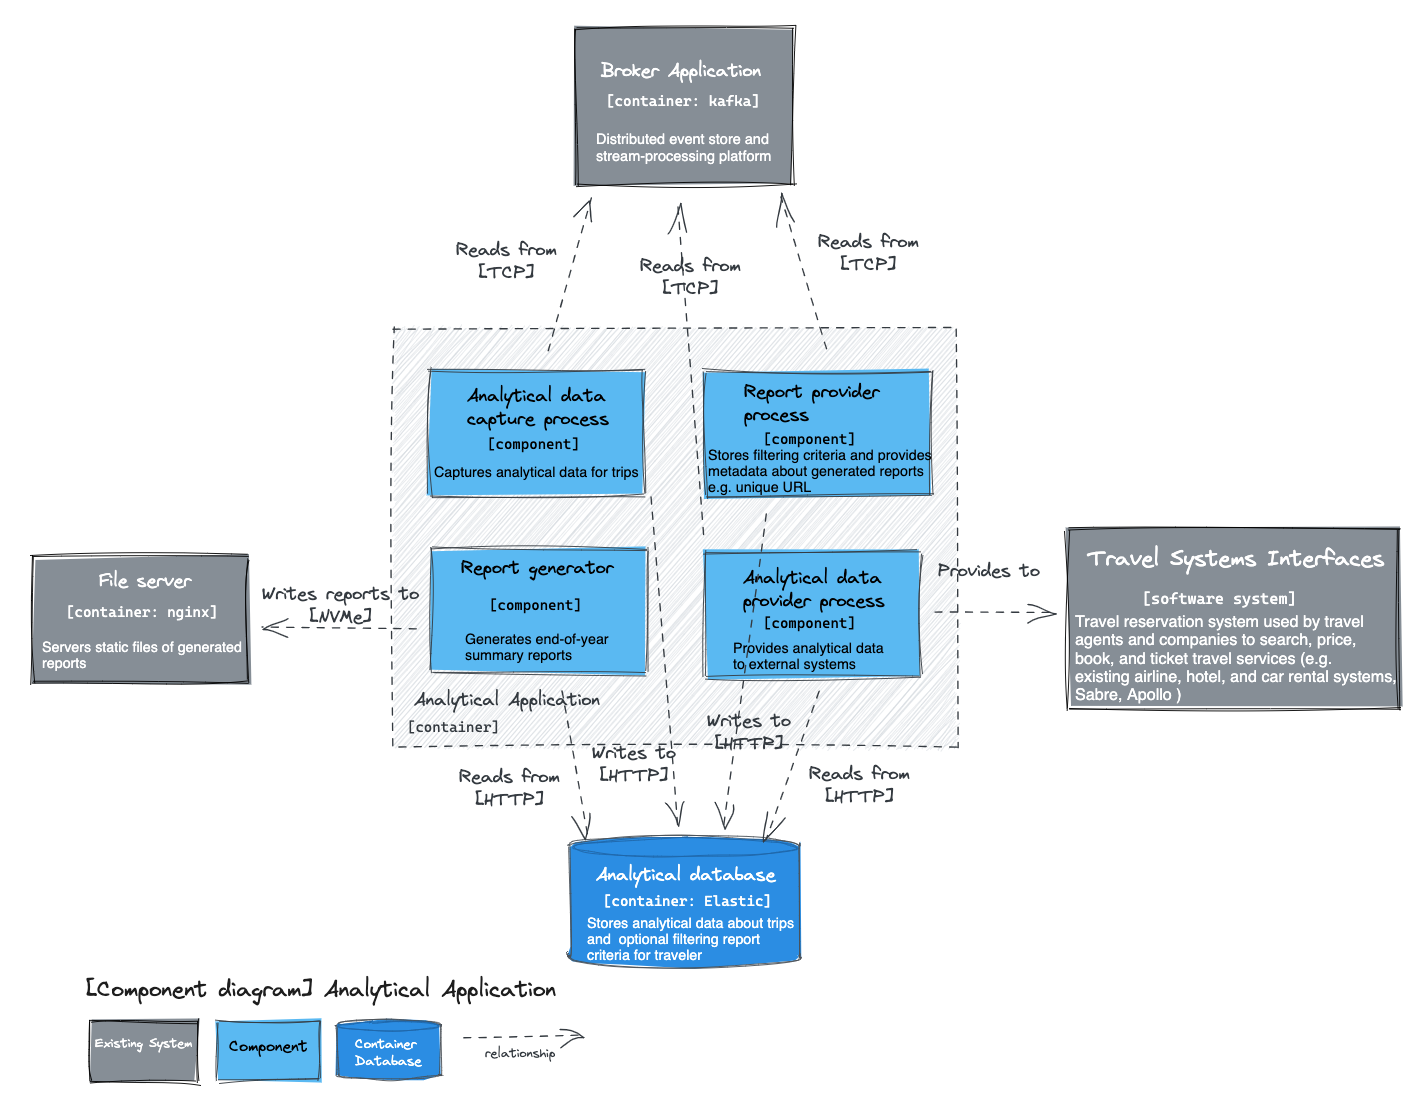 Broker Application
[container: kafka]
Distributed event store and
stream-processing platform
Reads from
[TCP]
Reads from
[TCP]
Reads from
[TCP]
Analytical data
capture process
[component]
Captures analytical data for trips
Report provider
process
[component]
Stores filtering criteria and provides
metadata about generated reports
e.g. unique URL
File server
[container: nginx]
Servers static files of generated
reports
Writes reports to
[NVMe]
Report generator
[component]
Generates end-of-year
summary reports
Analytical data
provider process
[component]
Provides analytical data
to external systems
Provides to
Travel Systems Interfaces
[software system]
Travel reservation system used by travel
agents and companies to search, price,
book, and ticket travel services (e.g.
existing airline, hotel, and car rental systems,
Sabre, Apollo )
Analytical Application
[container]
Reads from
[HTTP]
Writes to
[HTTP]
Writes to
[HTTP]
Reads from
[HTTP]
Analytical database
[container: Elastic]
Stores analytical data about trips
and  optional filtering report
criteria for traveler
[Component diagram] Analytical Application
Existing System
Component
Container
Database
relationship